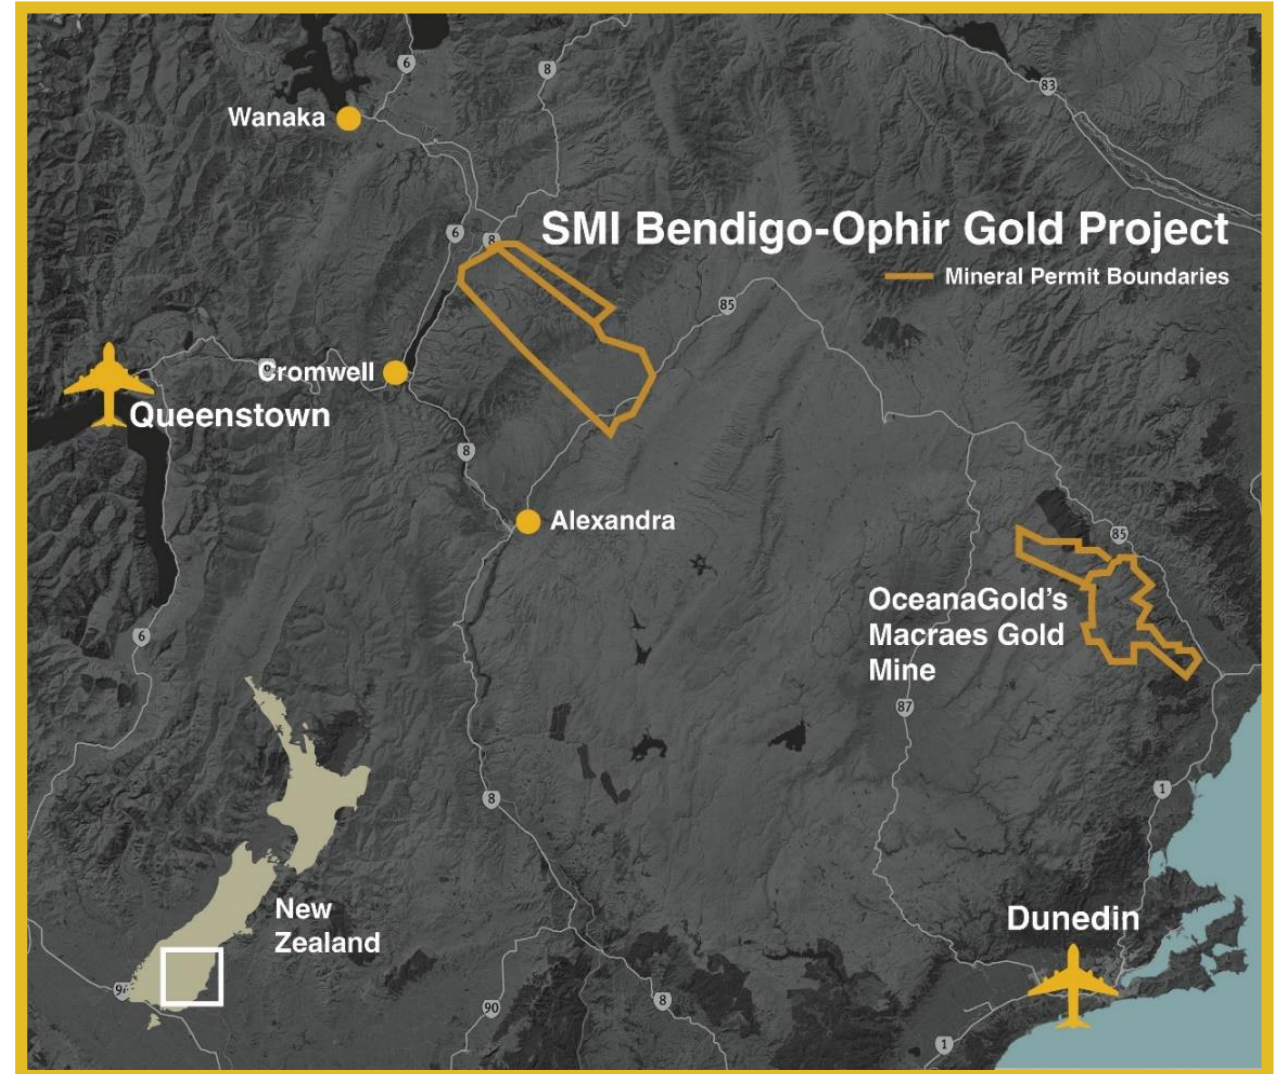 6
8
83
Wanaka
SMI Bendigo-Ophir Gold Project
6
8
Mineral Permit Boundaries
85
Cromwell
Queenstown
8
Alexandra
85
OceanaGold's
Macraes Gold
Mine
6
87
8
1
New
Zealand
Dunedin
90
8
1